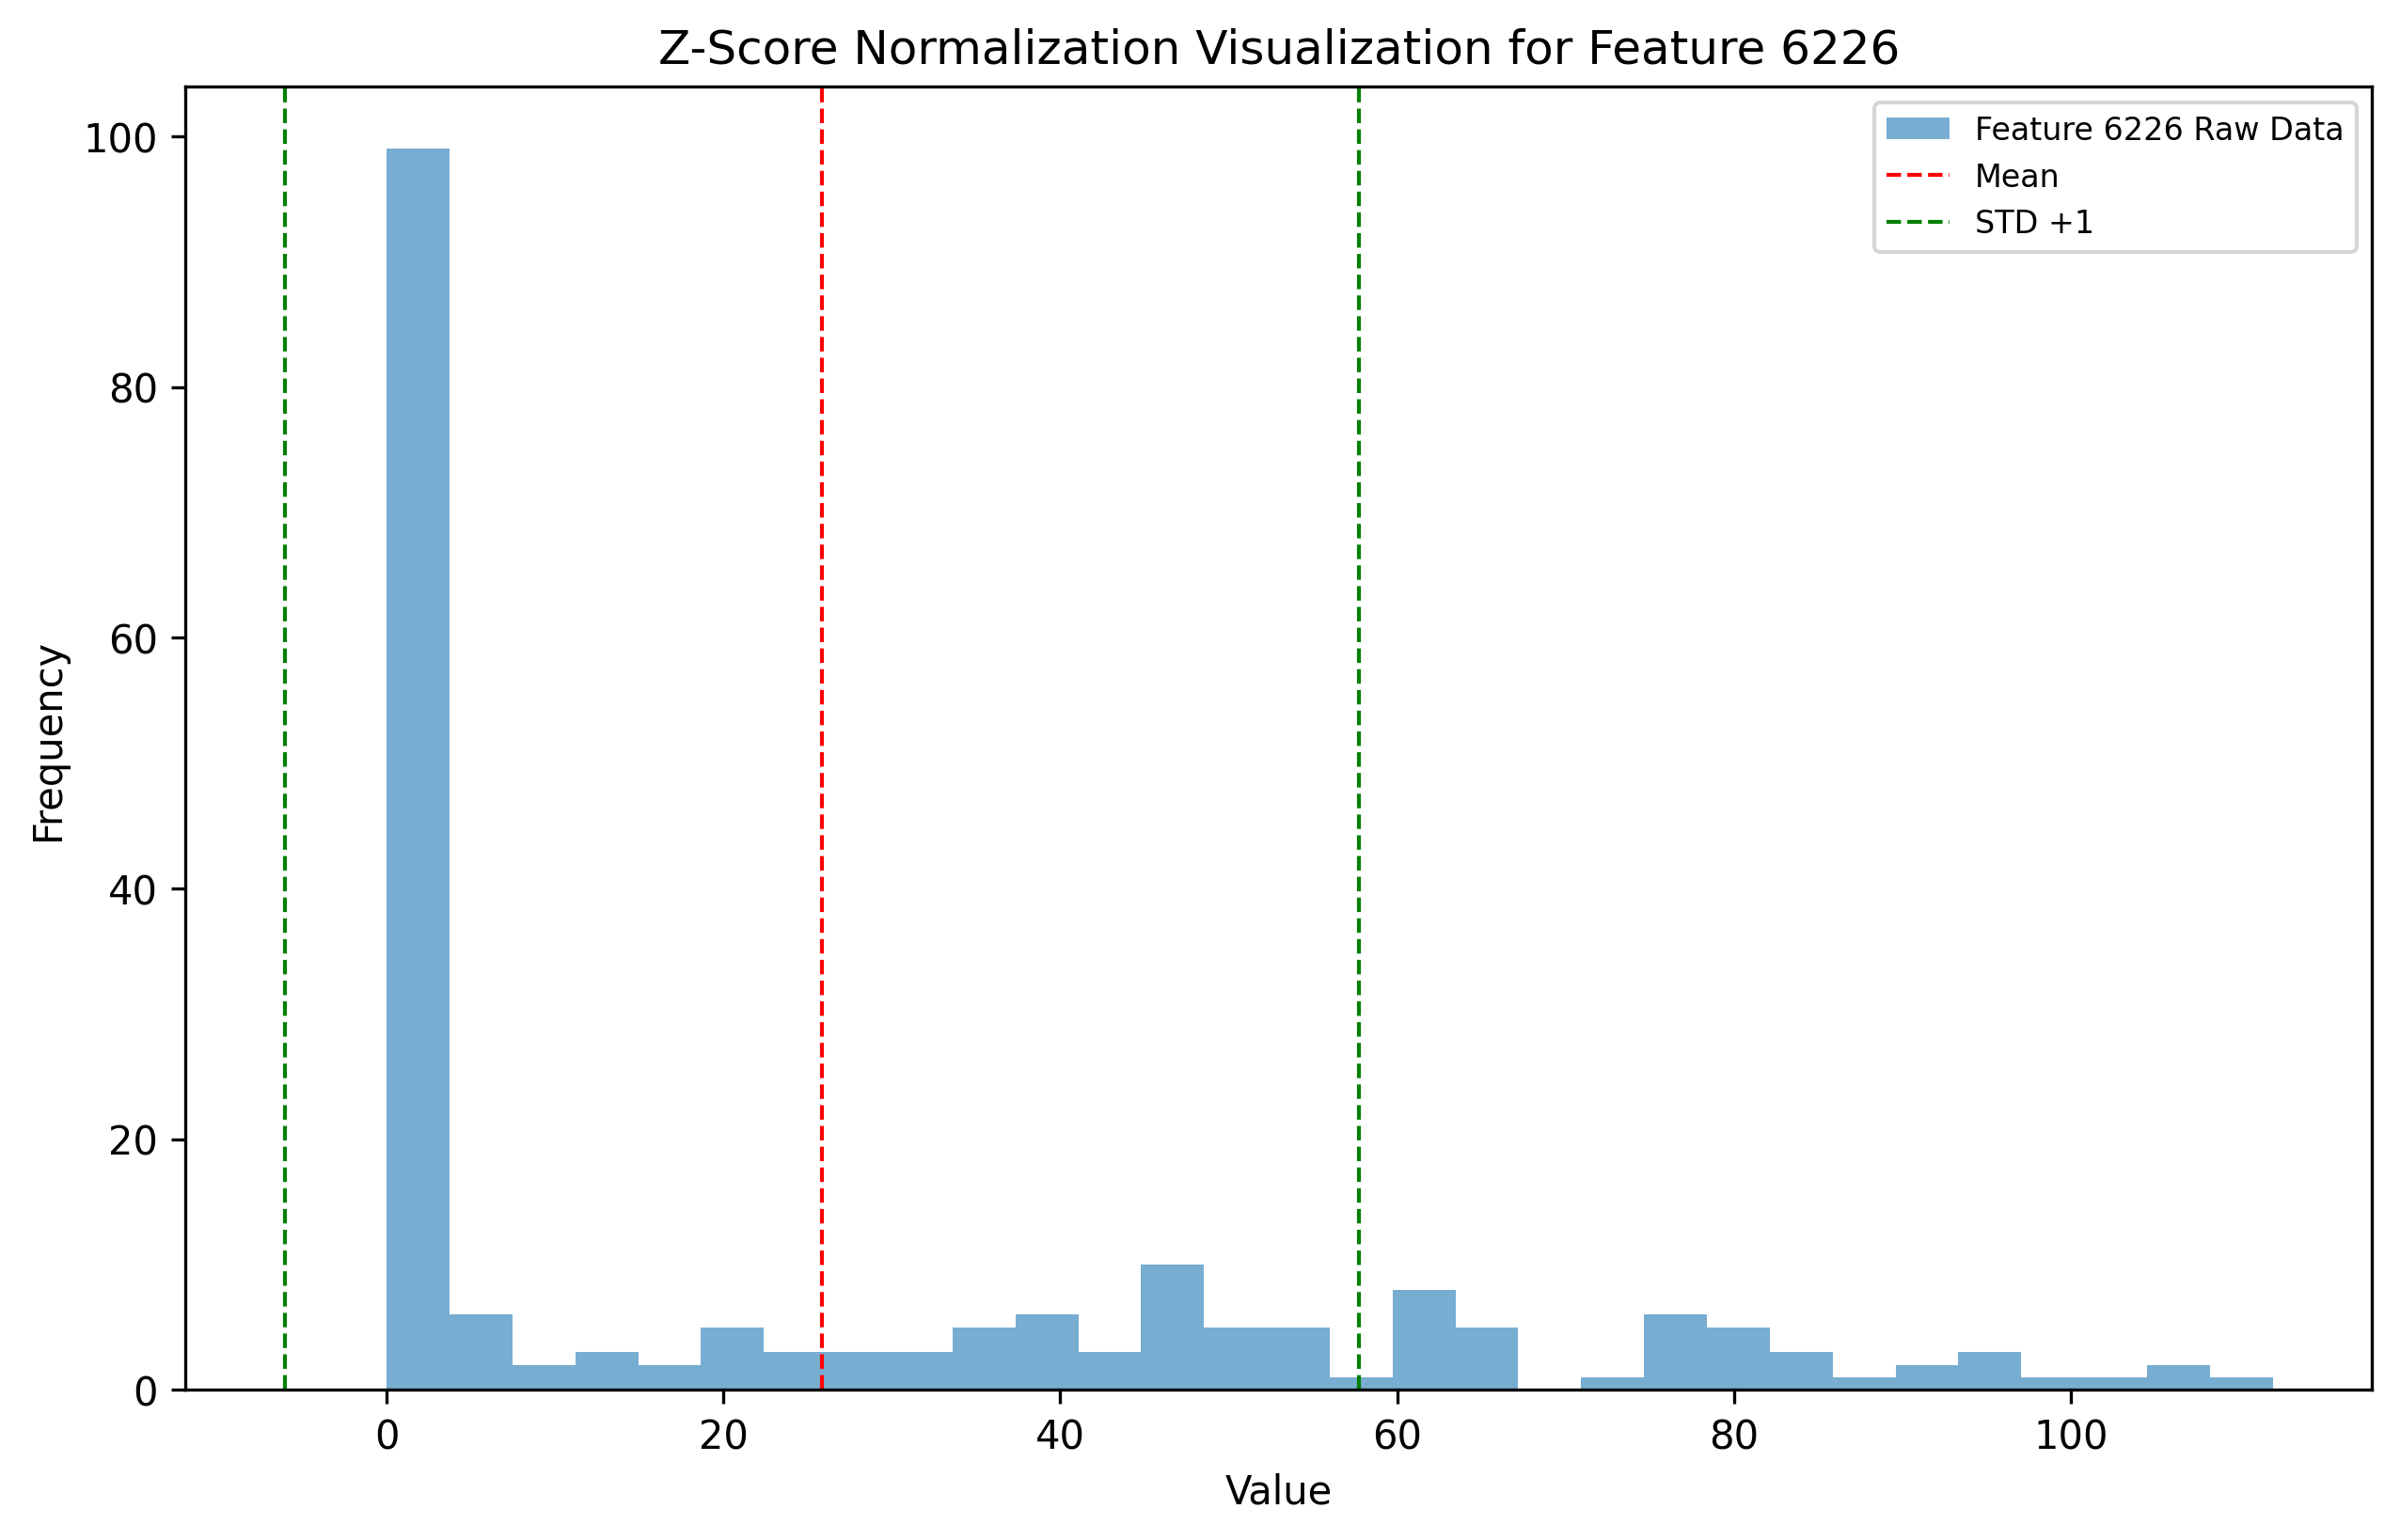 Z-Score Normalization Visualization for Feature 6226
Feature 6226 Raw Data
Mean
STD +1
100
80
60
40
20
0
Frequency
0 20 40 60 80 100
Value